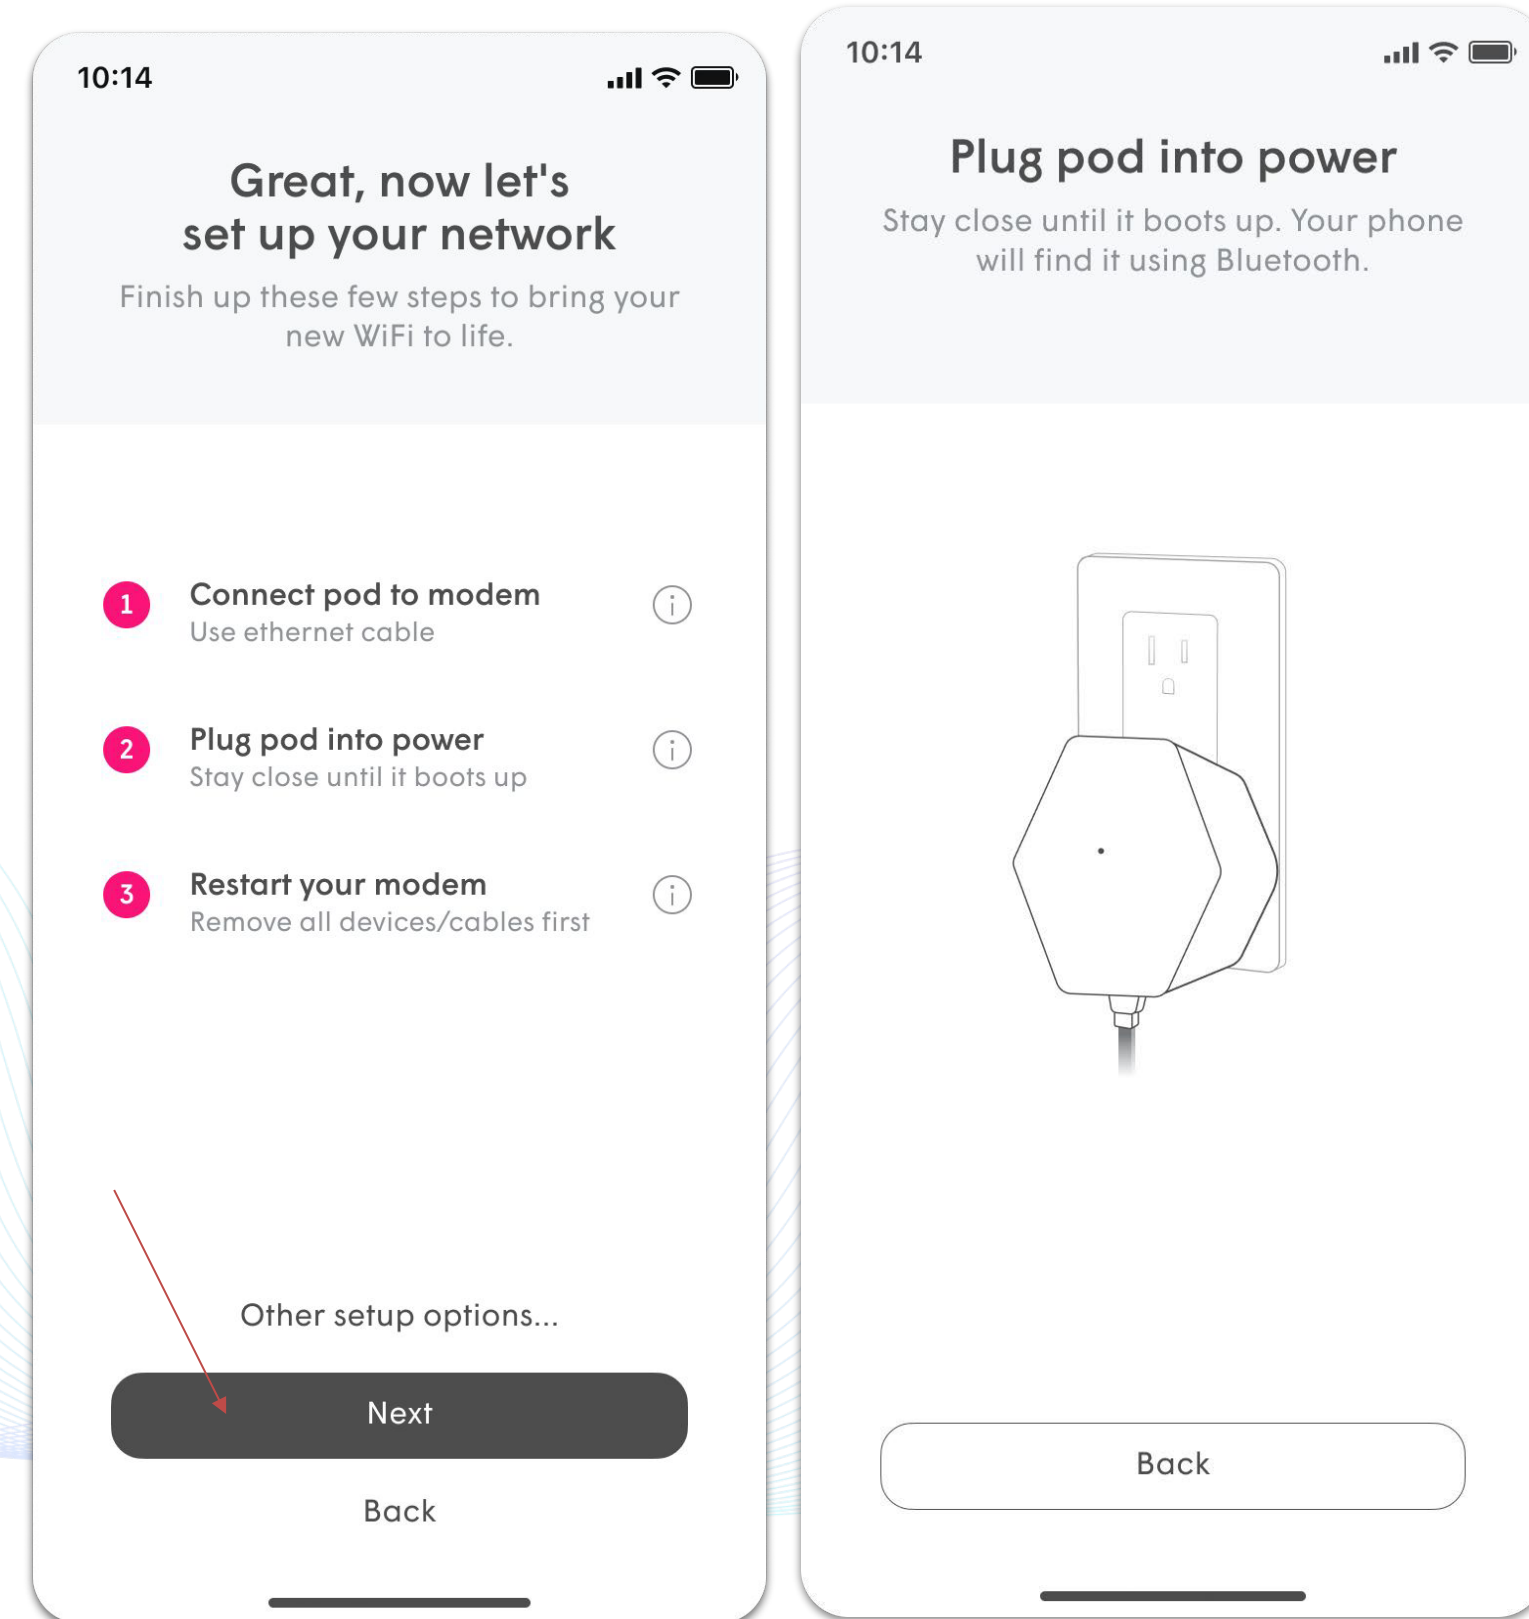 10:14
Great, now let's
set up your network
Finish up these few steps to bring your
new WiFi to life.
1
Connect pod to modem
Use ethernet cable
2
Plug pod into power
Stay close until it boots up
3
Restart your modem
Remove all devices/cables first
Other setup options...
Next
Back
10:14
Plug pod into power
Stay close until it boots up. Your phone
will find it using Bluetooth.
Back